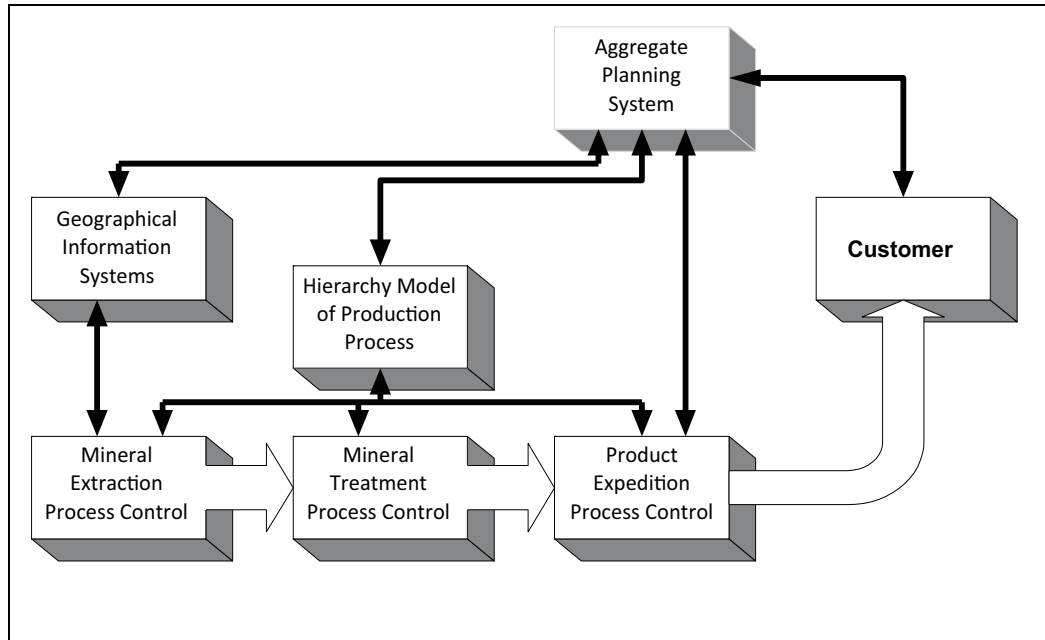 Aggregate
Planning
System
Geographical
Information
Systems
Customer
Hierarchy Model
of Production
Process
Mineral
Extraction
Process Control
Mineral
Treatment
Process Control
Product
Expedition
Process Control